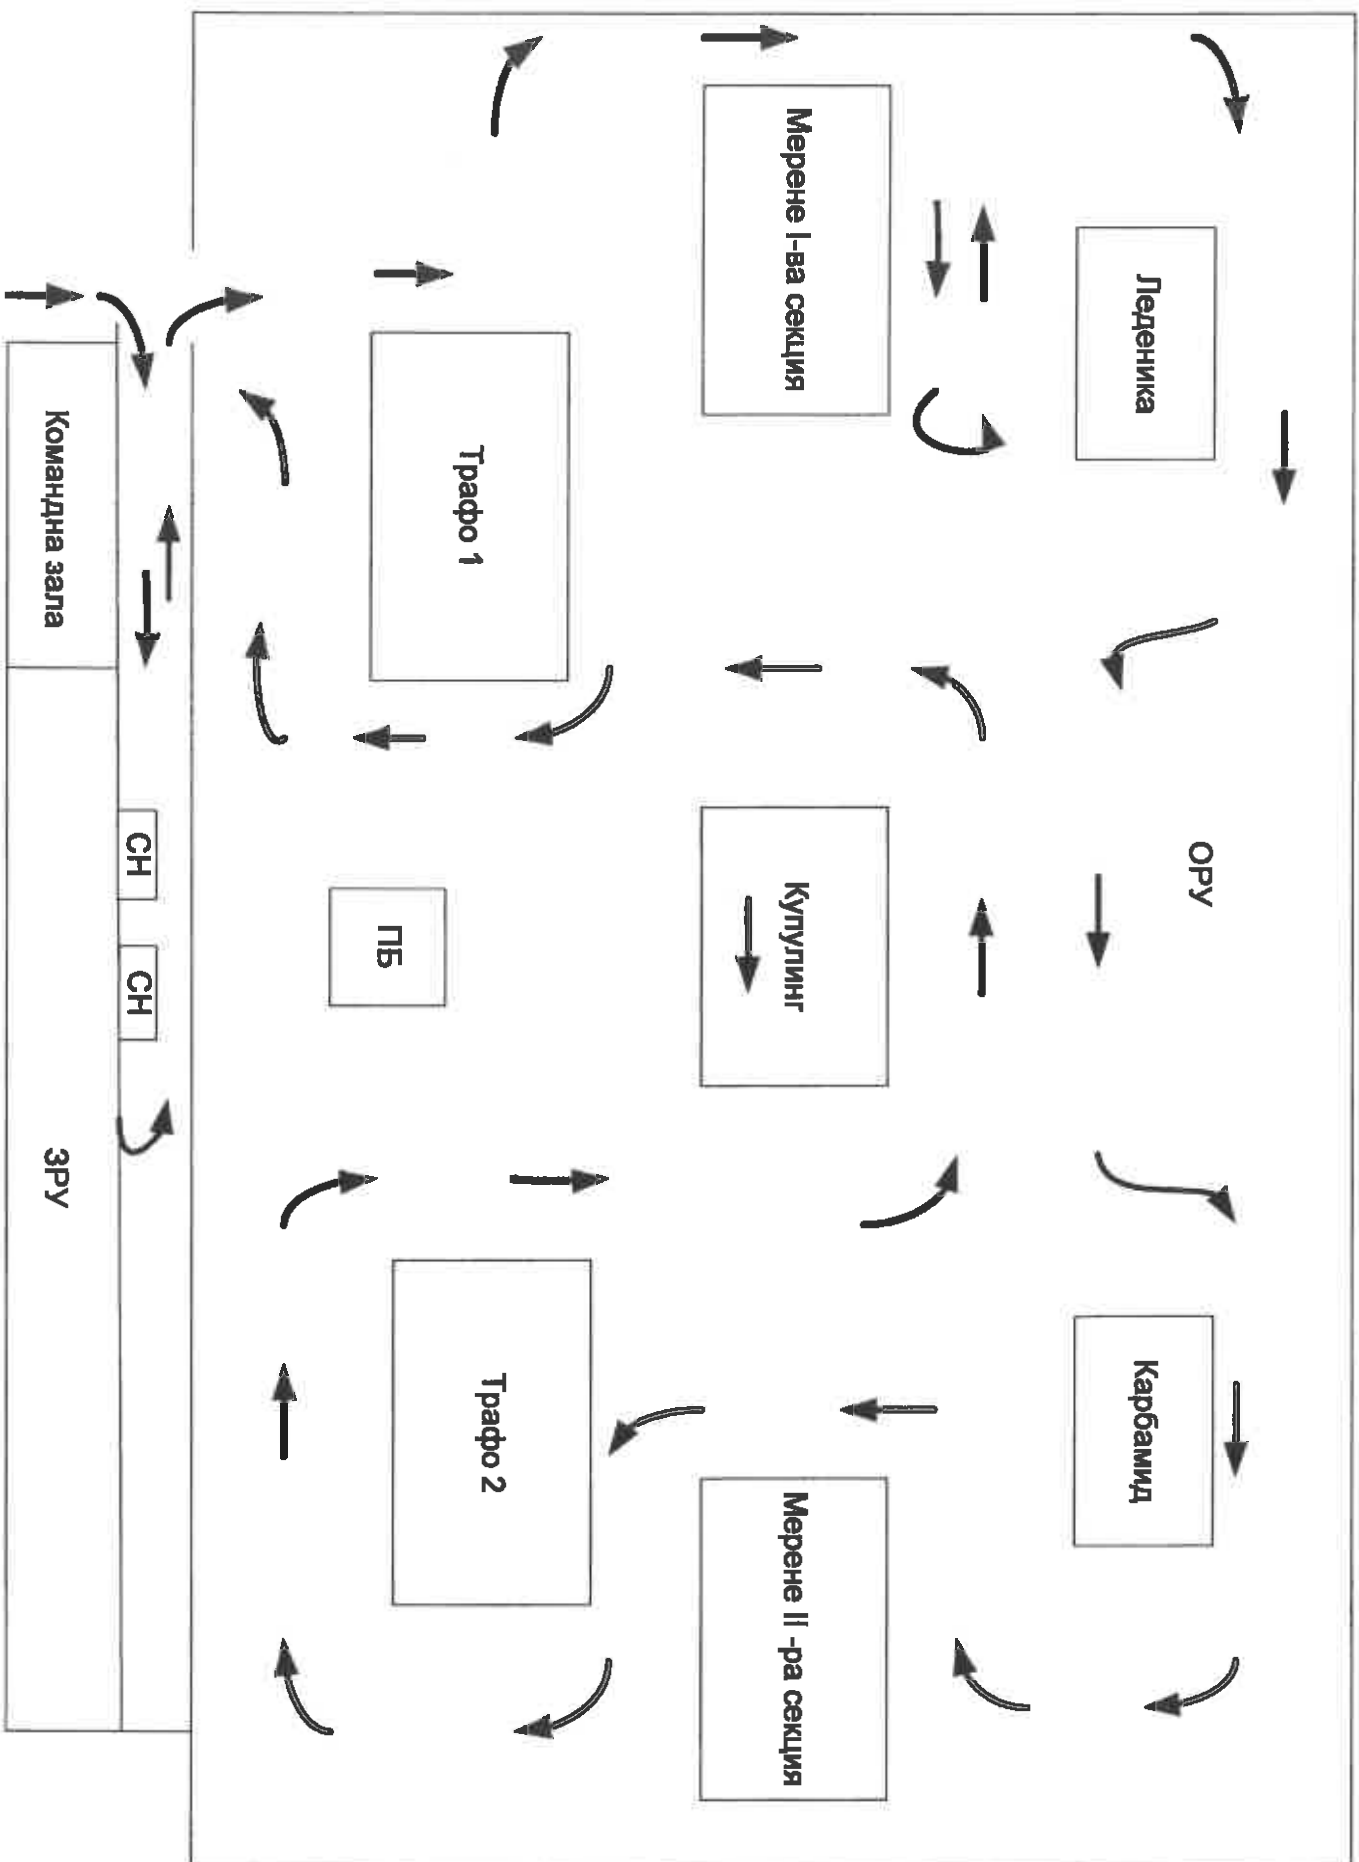 ОРУ
Леденика
Карбамид
Мерене I-ва секция
Купулинг
Мерене II -ра секция
Трафо 1
Трафо 2
ПБ
СН
СН
Командна зала
ЗРУ